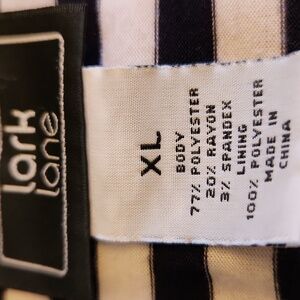 lark
lane
XL
BODY
77% POLYESTER
20% RAYON
3% SPANDEX
LINING
100% POLYESTER
MADE IN
CHINA